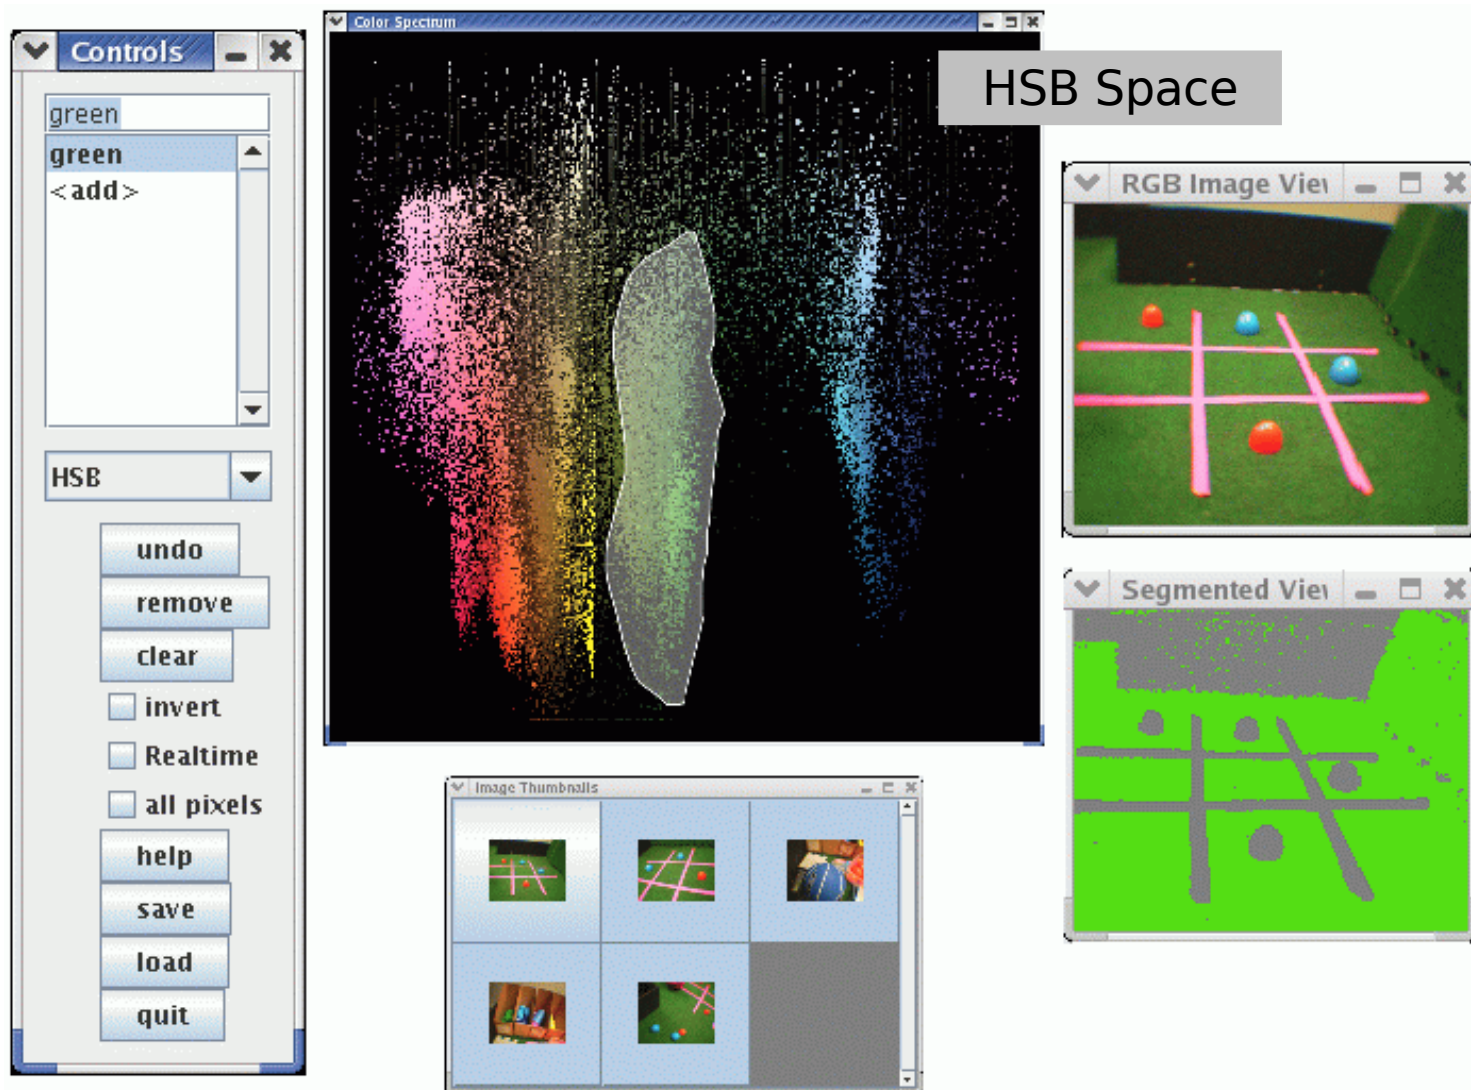 Controls
green
green
<add>
HSB
undo
remove
clear
invert
Realtime
all pixels
help
save
load
quit
Color Spectrum
HSB Space
RGB Image Viev
Segmented Viev
Image Thumbnails